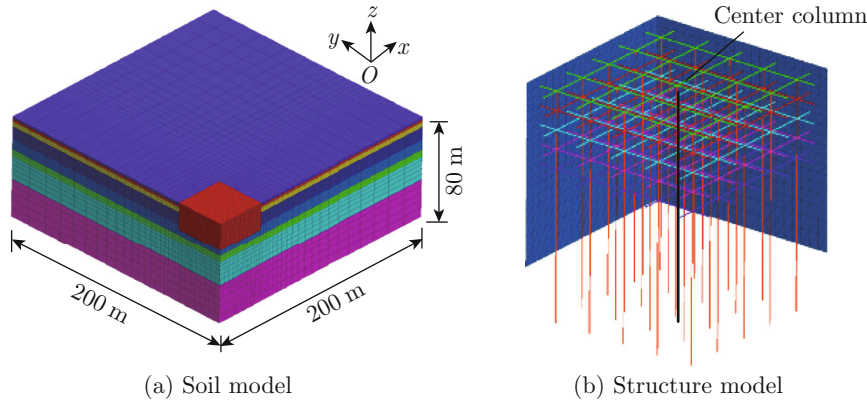 z
y
x
O
Center column
80 m
200 m
200 m
(a) Soil model
(b) Structure model